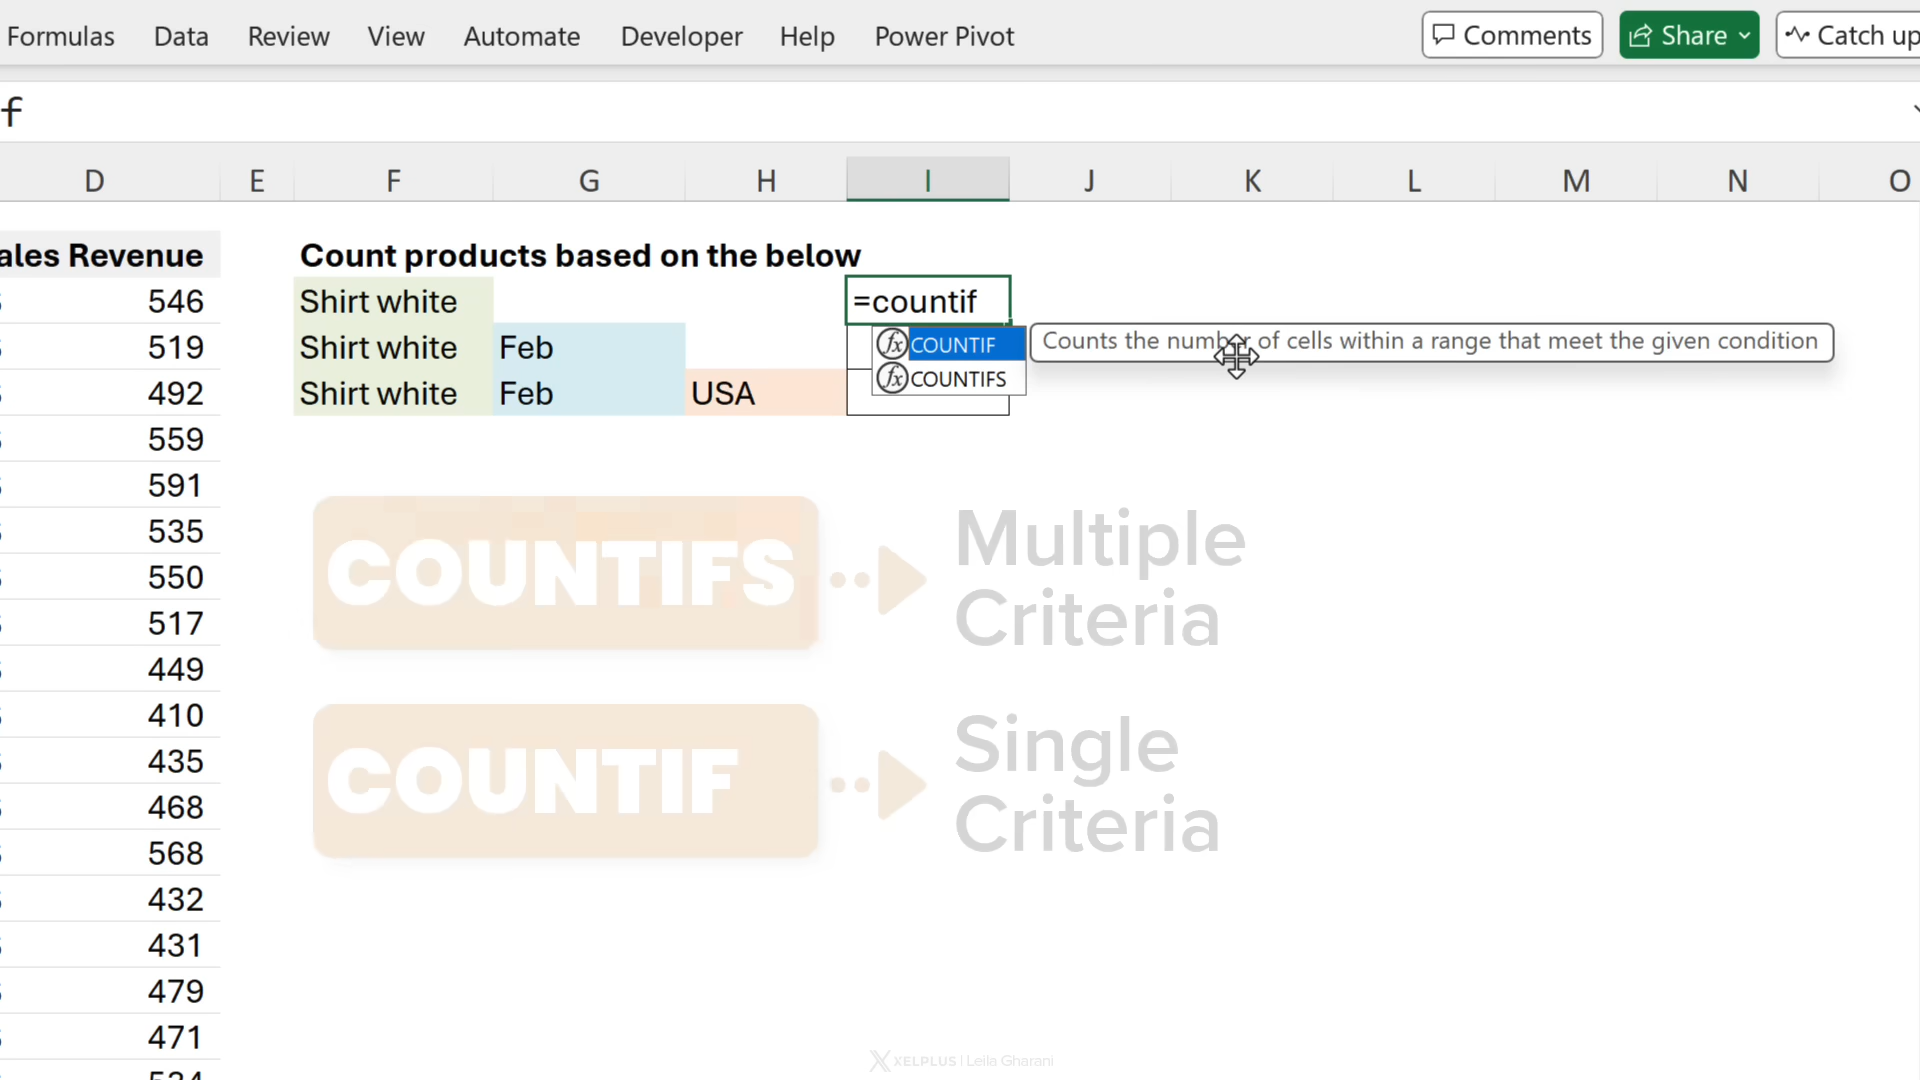 Formulas Data Review View Automate Developer Help Power Pivot Comments Share Catch up
f
D E F G H I J K L M N O
ales Revenue Count products based on the below
546 Shirt white =countif
COUNTIF Counts the number of cells within a range that meet the given condition
519 Shirt white Feb
COUNTIFS
492 Shirt white Feb USA
559
591
535
550
517
449
410
435
468
568
432
431
479
471
COUNTIFS Multiple
Criteria
COUNTIF Single
Criteria
XELPLUS | Leila Gharani